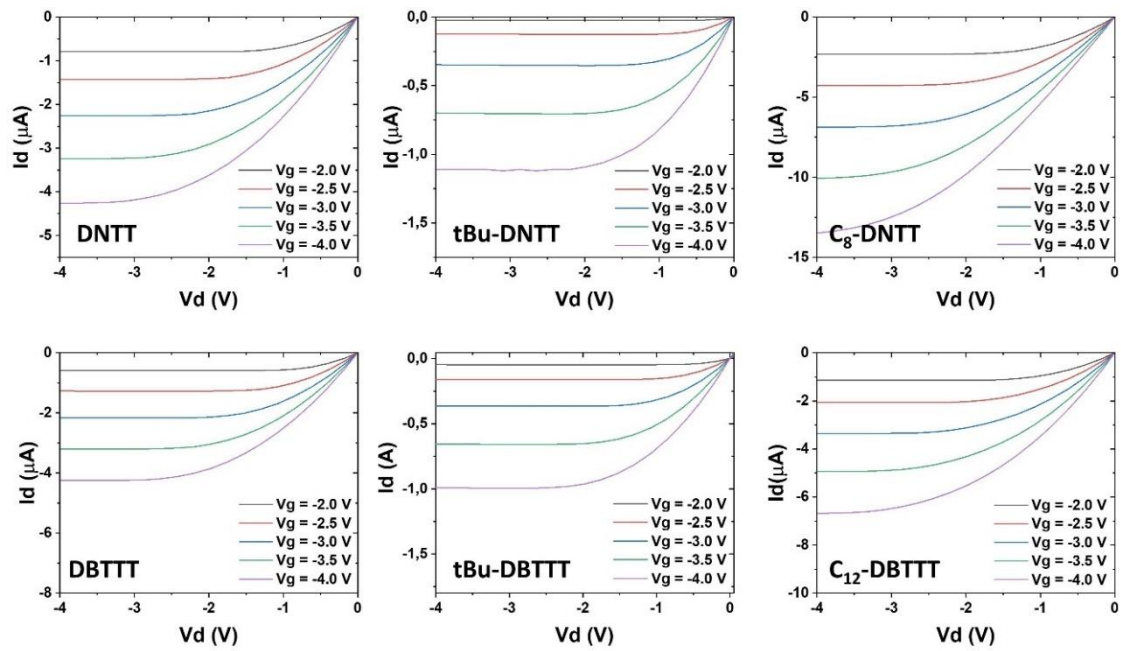 0
-1
-2
-3
-4
-5
Id (μA)
Vg = -2.0 V
Vg = -2.5 V
Vg = -3.0 V
Vg = -3.5 V
Vg = -4.0 V
DNTT
-4 -3 -2 -1 0
Vd (V)
0,0
-0,5
-1,0
-1,5
Id (μA)
Vg = -2.0 V
Vg = -2.5 V
Vg = -3.0 V
Vg = -3.5 V
Vg = -4.0 V
tBu-DNTT
-4 -3 -2 -1 0
Vd (V)
0
-5
-10
-15
Id (μA)
Vg = -2.0 V
Vg = -2.5 V
Vg = -3.0 V
Vg = -3.5 V
Vg = -4.0 V
C₈-DNTT
-4 -3 -2 -1 0
Vd (V)
0
-2
-4
-6
-8
Id (μA)
Vg = -2.0 V
Vg = -2.5 V
Vg = -3.0 V
Vg = -3.5 V
Vg = -4.0 V
DBTTT
-4 -3 -2 -1 0
Vd (V)
0,0
-0,5
-1,0
-1,5
Id (A)
Vg = -2.0 V
Vg = -2.5 V
Vg = -3.0 V
Vg = -3.5 V
Vg = -4.0 V
tBu-DBTTT
-4 -3 -2 -1 0
Vd (V)
0
-2
-4
-6
-8
-10
Id(μA)
Vg = -2.0 V
Vg = -2.5 V
Vg = -3.0 V
Vg = -3.5 V
Vg = -4.0 V
C₁₂-DBTTT
-4 -3 -2 -1 0
Vd (V)